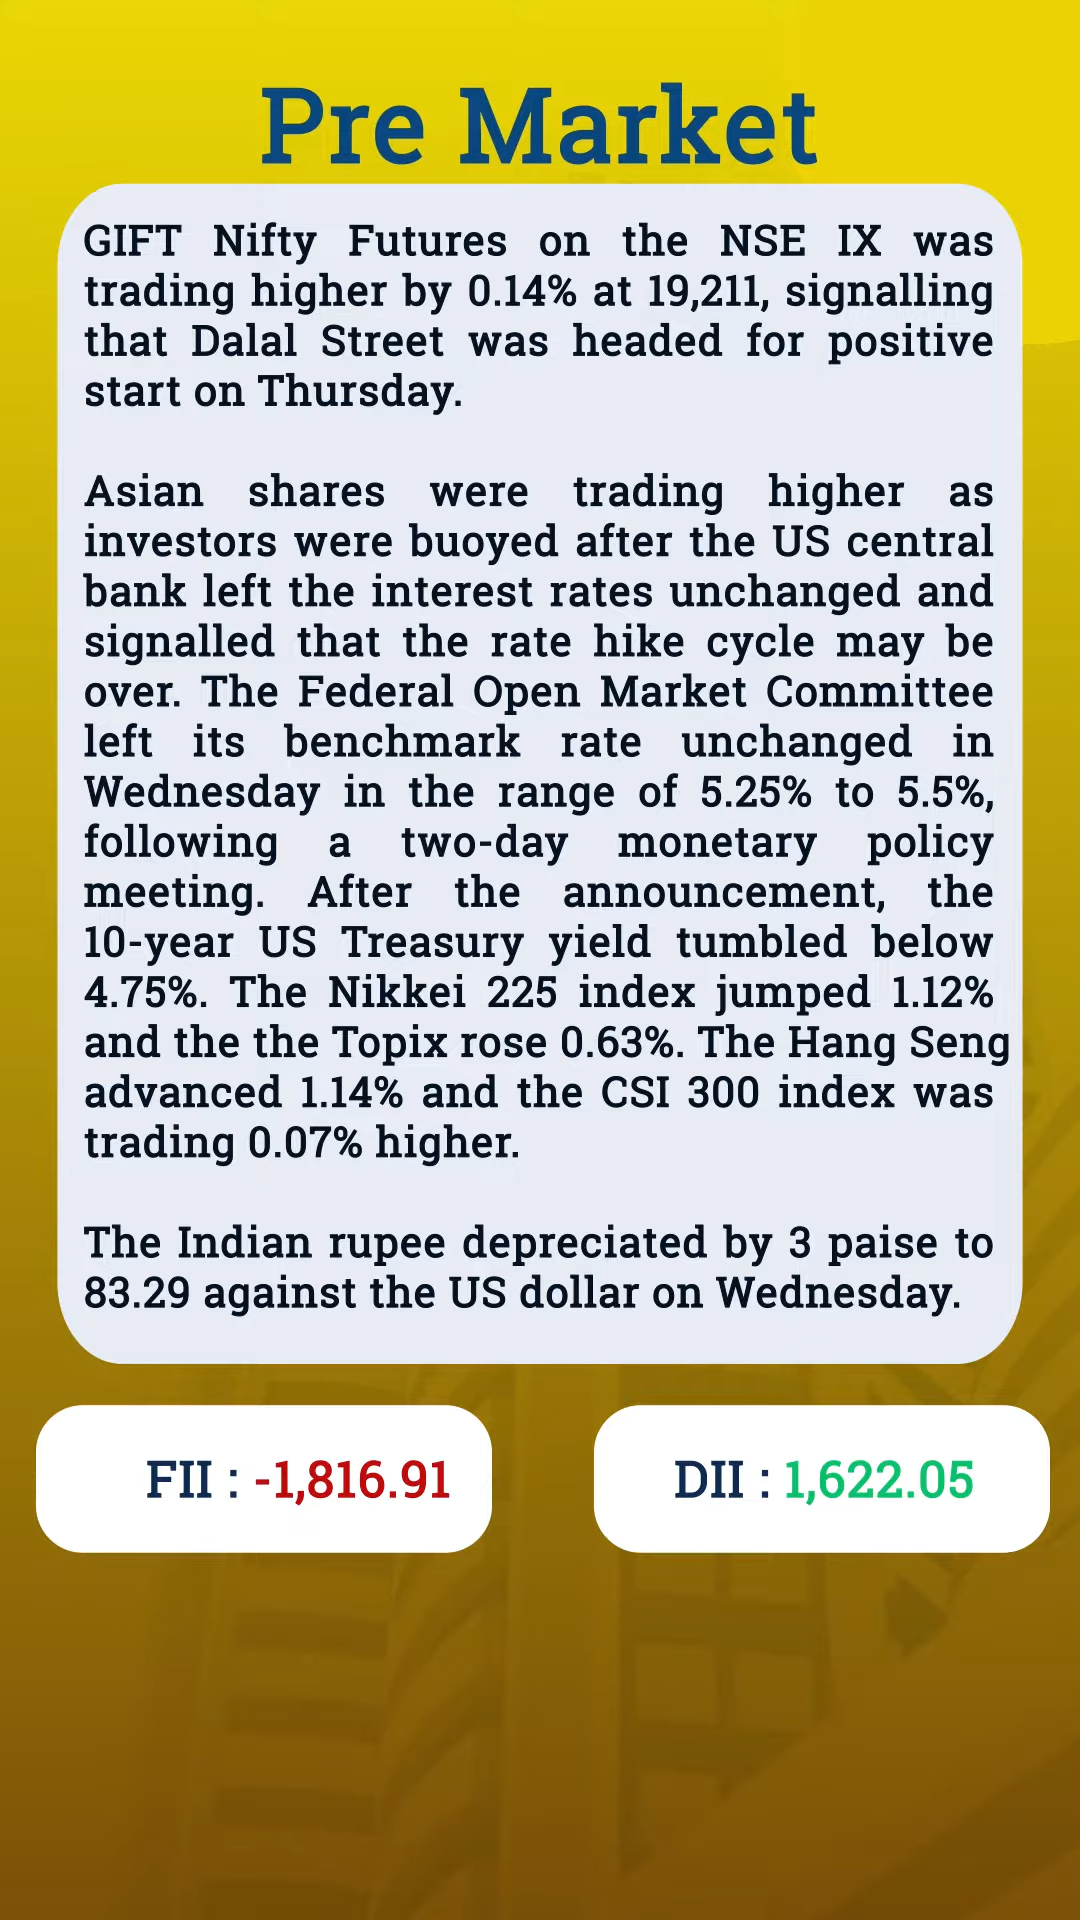 Pre Market
GIFT Nifty Futures on the NSE IX was
trading higher by 0.14% at 19,211, signalling
that Dalal Street was headed for positive
start on Thursday.
Asian shares were trading higher as
investors were buoyed after the US central
bank left the interest rates unchanged and
signalled that the rate hike cycle may be
over. The Federal Open Market Committee
left its benchmark rate unchanged in
Wednesday in the range of 5.25% to 5.5%,
following a two-day monetary policy
meeting. After the announcement, the
10-year US Treasury yield tumbled below
4.75%. The Nikkei 225 index jumped 1.12%
and the the Topix rose 0.63%. The Hang Seng
advanced 1.14% and the CSI 300 index was
trading 0.07% higher.
The Indian rupee depreciated by 3 paise to
83.29 against the US dollar on Wednesday.
FII : -1,816.91
DII : 1,622.05